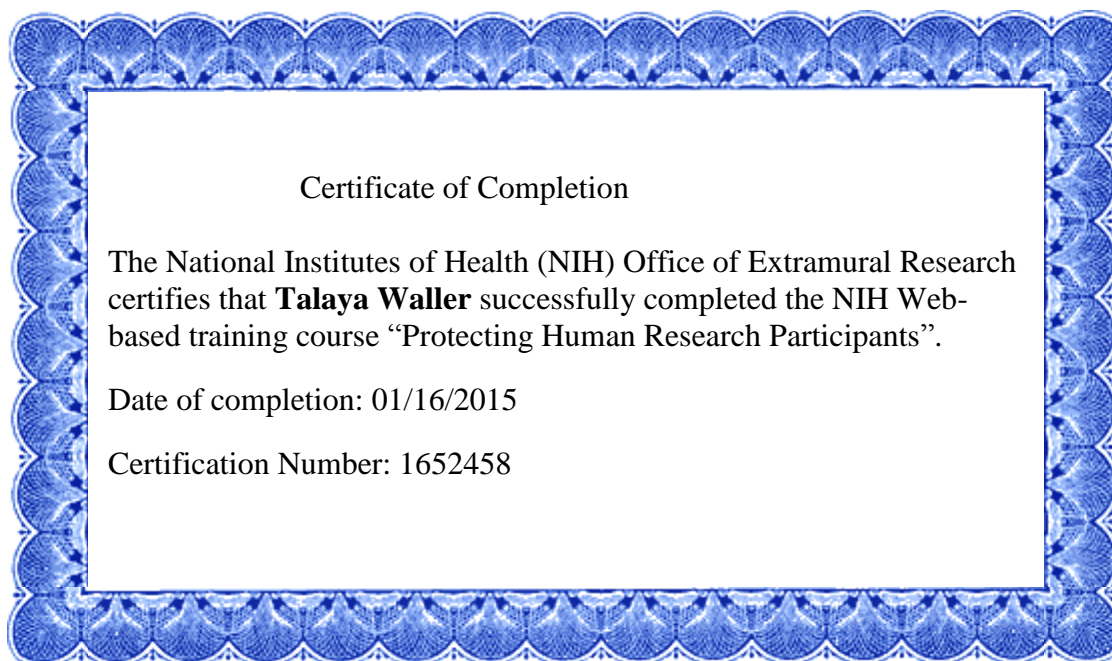 Certificate of Completion
The National Institutes of Health (NIH) Office of Extramural Research
certifies that Talaya Waller successfully completed the NIH Web-
based training course “Protecting Human Research Participants”.
Date of completion: 01/16/2015
Certification Number: 1652458